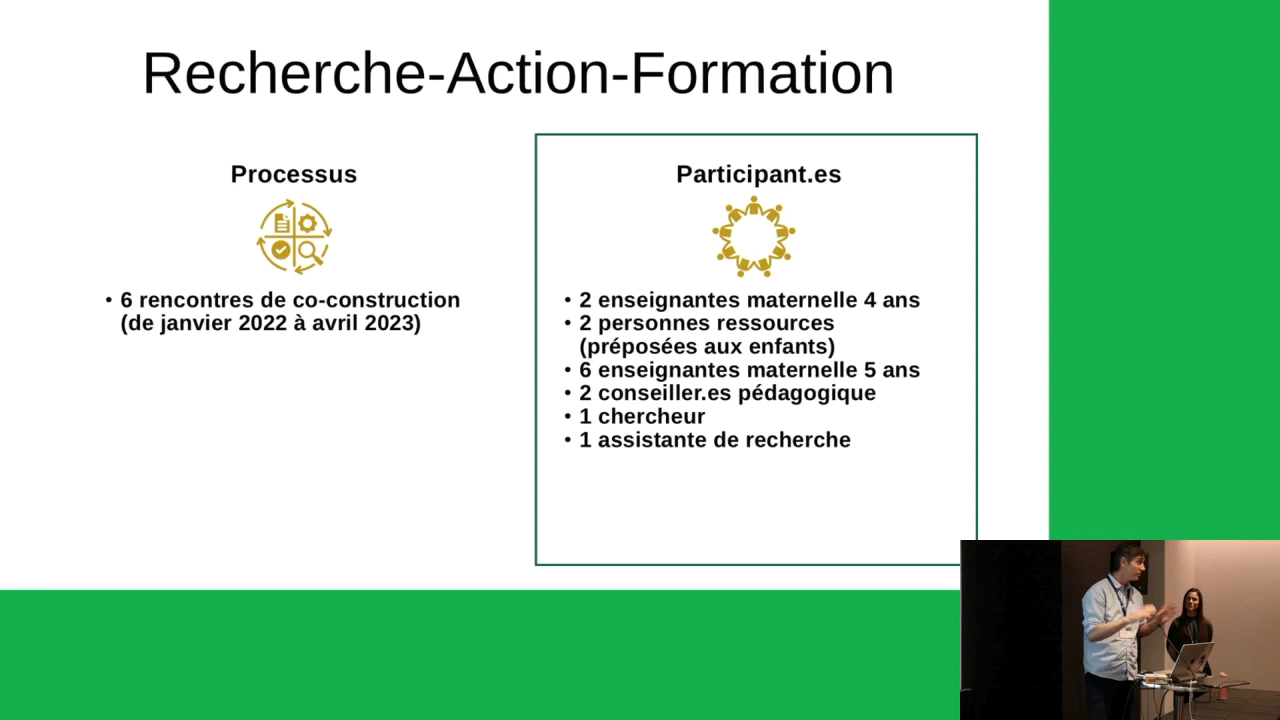 Recherche-Action-Formation
Processus
• 6 rencontres de co-construction
(de janvier 2022 à avril 2023)
Participant.es
• 2 enseignantes maternelle 4 ans
• 2 personnes ressources
(préposées aux enfants)
• 6 enseignantes maternelle 5 ans
• 2 conseiller.es pédagogique
• 1 chercheur
• 1 assistante de recherche